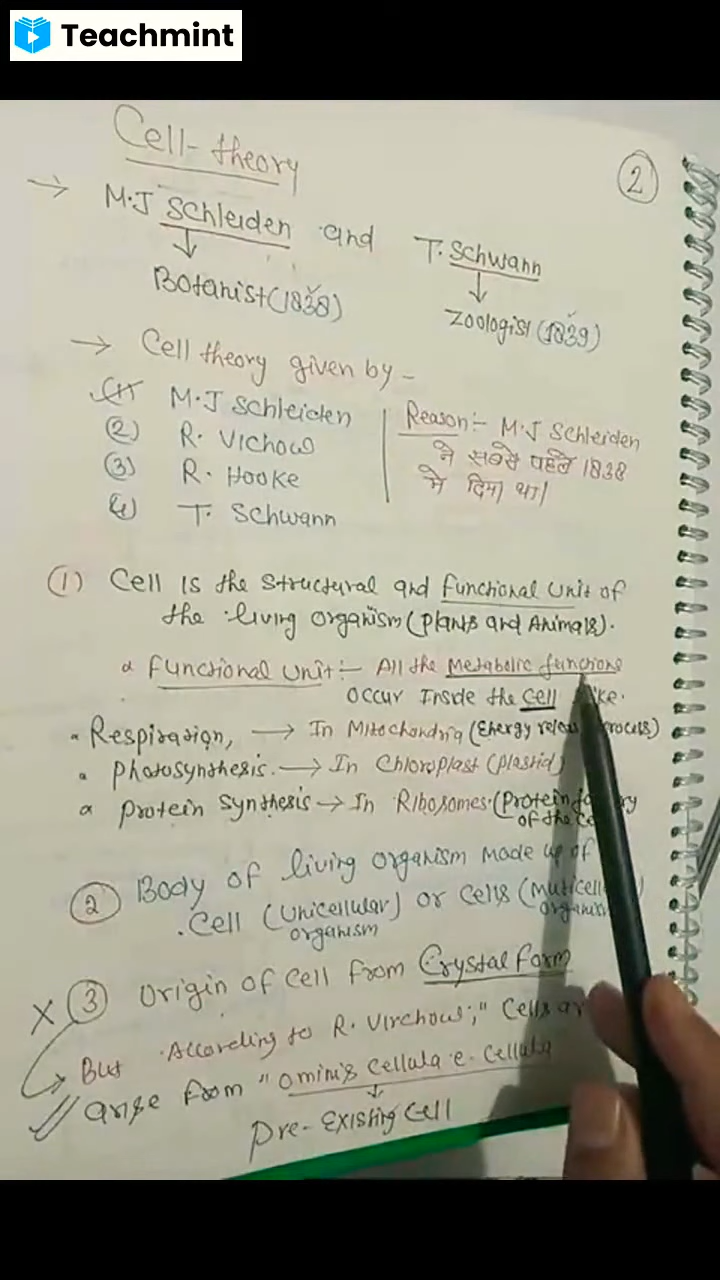 Teachmint
Cell-theory
2
→ M.J Schleiden and T. Schwann
Botanist (1838)
Zoologist (1839)
→ Cell theory given by -
(1) M.J Schleiden
(2) R. Vichow
(3) R. Hooke
(4) T. Schwann
Reason:- M.J Schleiden
ने सबसे पहले 1838
मे दिया था।
(1) Cell is the structural and functional unit of
the living organism (plants and Animals).
Functional unit:- All the Metabolic functions
occur inside the cell
Respiration, → In Mitochondria (Energy
Photosynthesis. → In Chloroplast (plastid)
Protein synthesis → In Ribosomes. (Protein
of the
(2) Body of living organism made up of
Cell (Unicellular) or cells
organism
X (3) Origin of cell from Crystal form
But According to R. Virchow; " Cells
arise from " Ominis cellula e. cellula
Pre-Existing Cell